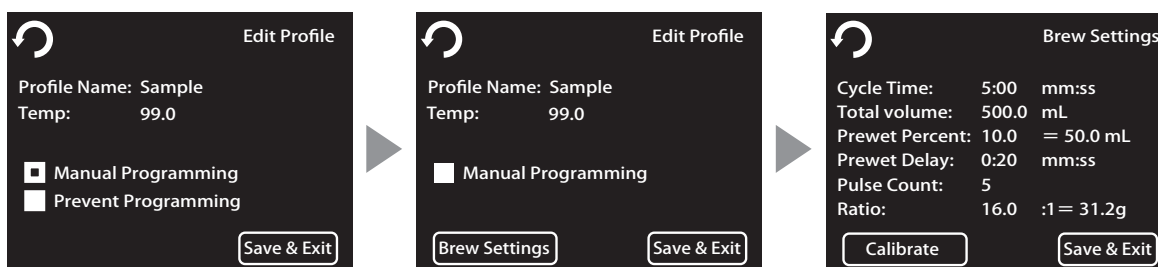 Edit Profile
Profile Name: Sample
Temp: 99.0
Manual Programming
Prevent Programming
Save & Exit
Edit Profile
Profile Name: Sample
Temp: 99.0
Manual Programming
Brew Settings Save & Exit
Brew Settings
Cycle Time: 5:00 mm:ss
Total volume: 500.0 mL
Prewet Percent: 10.0 = 50.0 mL
Prewet Delay: 0:20 mm:ss
Pulse Count: 5
Ratio: 16.0 :1= 31.2g
Calibrate Save & Exit